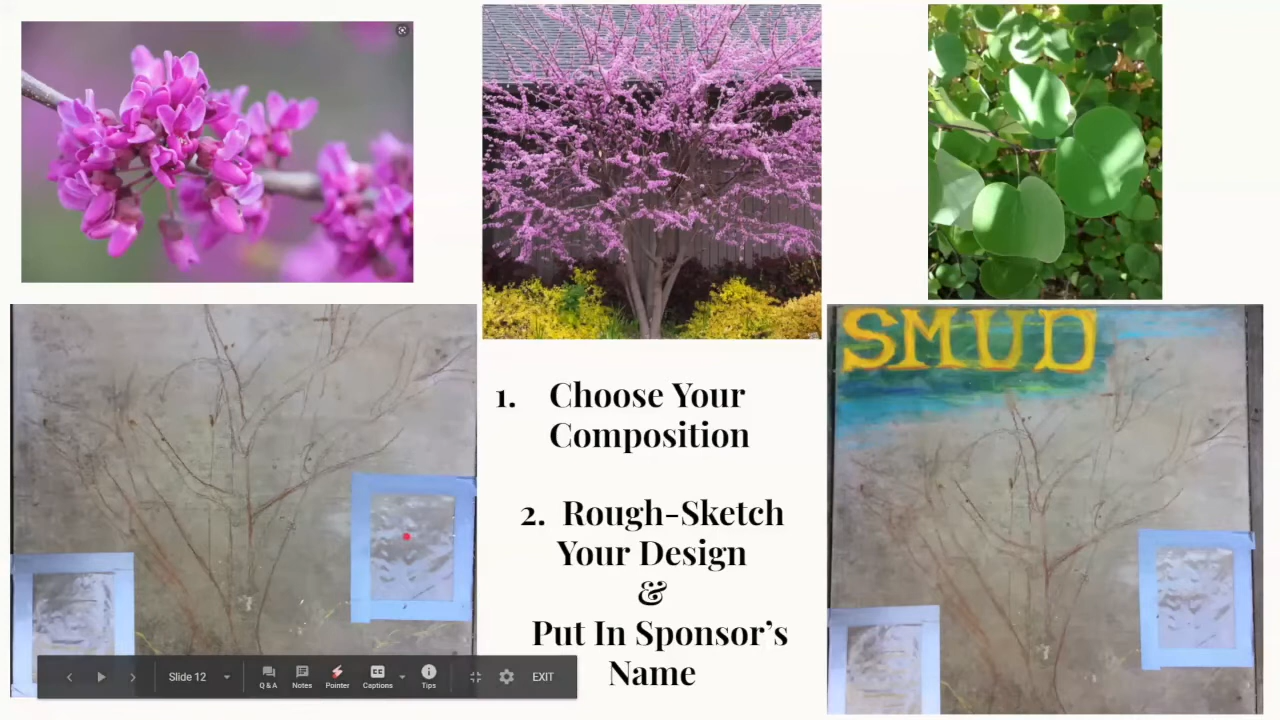 SMUD
1. Choose Your
Composition
2. Rough-Sketch
Your Design
&
Put In Sponsor's
Name
Slide 12
Q & A
Notes
Pointer
CC
Captions
Tips
EXIT